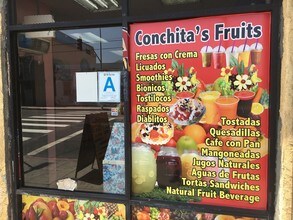 Conchita's Fruits
Fresas con Crema
Licuados
Smoothies
Bionicos
Tostilocos
Raspados
Diablitos
Tostadas
Quesadillas
Cafe con Pan
Mangoneadas
Jugos Naturales
Aguas de Frutas
Tortas Sandwiches
Natural Fruit Beverage
A